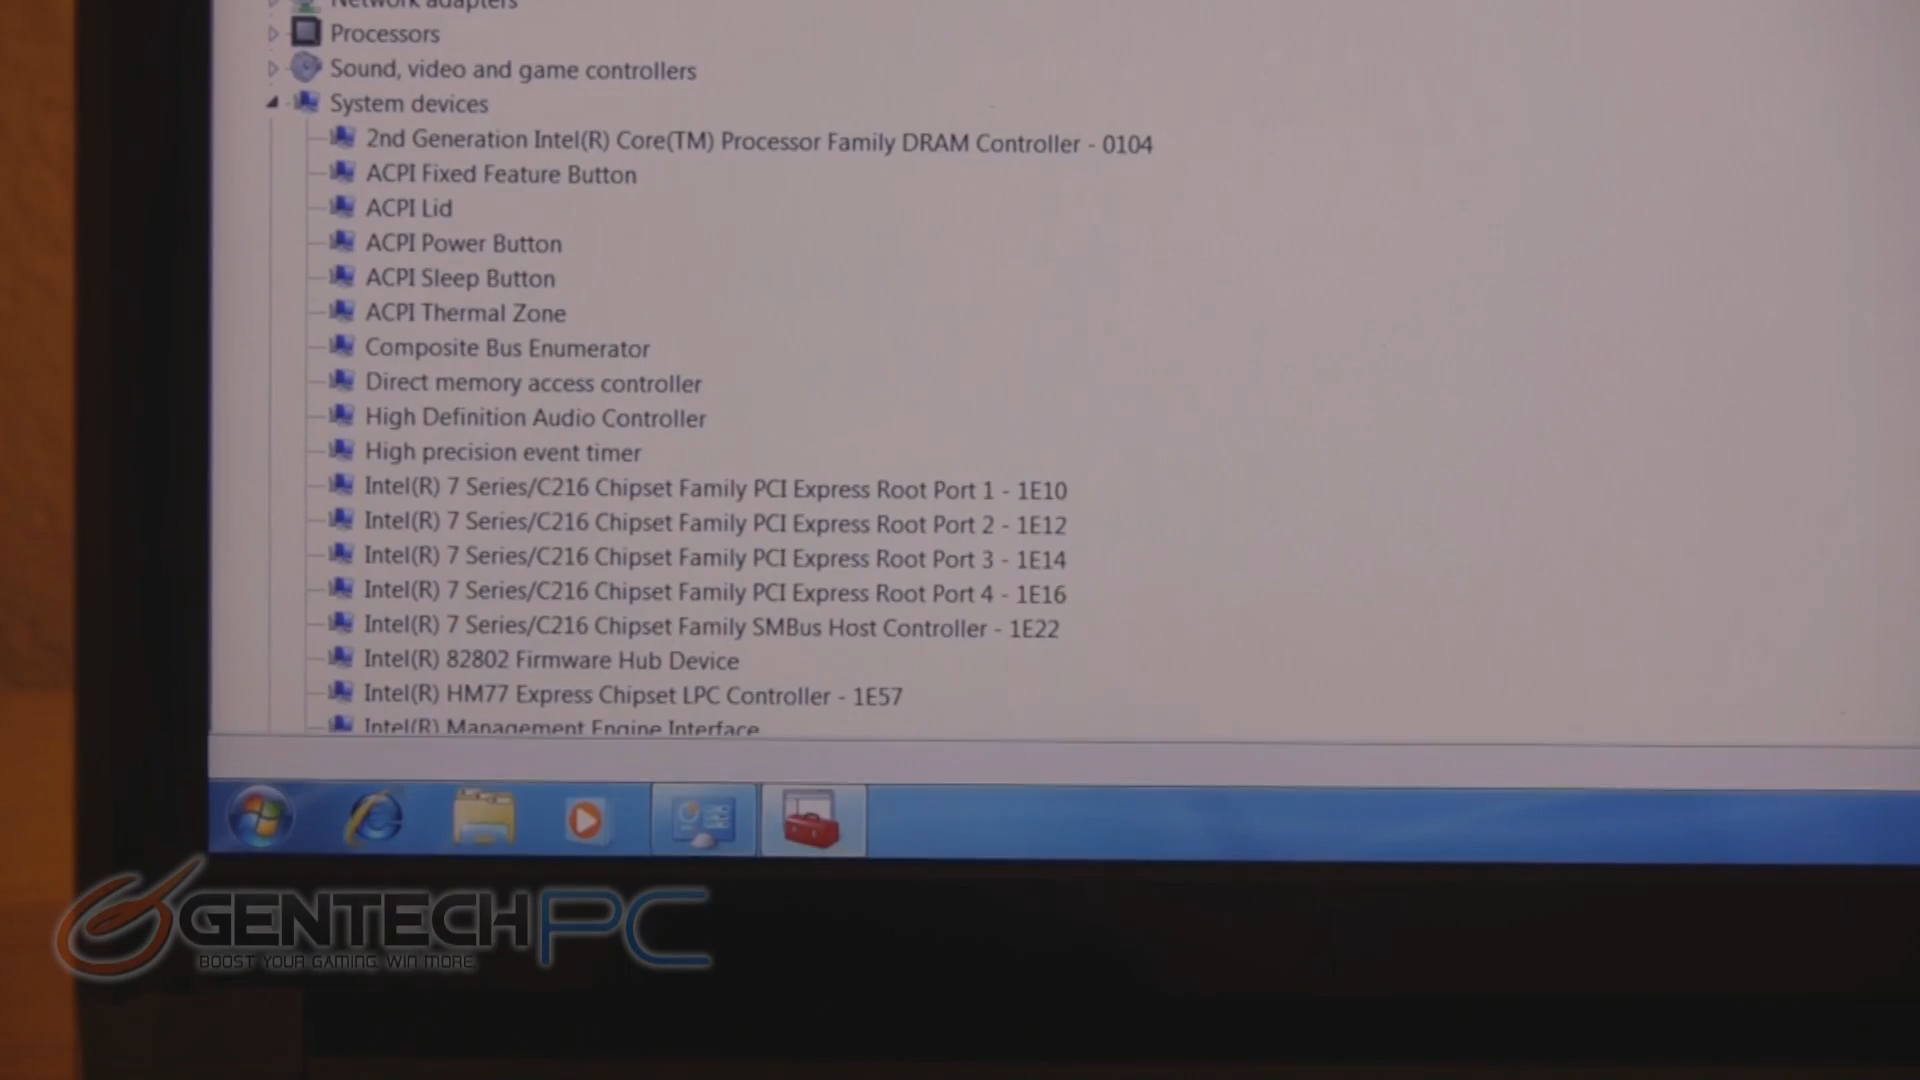 Network adapters
Processors
Sound, video and game controllers
System devices
2nd Generation Intel(R) Core(TM) Processor Family DRAM Controller - 0104
ACPI Fixed Feature Button
ACPI Lid
ACPI Power Button
ACPI Sleep Button
ACPI Thermal Zone
Composite Bus Enumerator
Direct memory access controller
High Definition Audio Controller
High precision event timer
Intel(R) 7 Series/C216 Chipset Family PCI Express Root Port 1 - 1E10
Intel(R) 7 Series/C216 Chipset Family PCI Express Root Port 2 - 1E12
Intel(R) 7 Series/C216 Chipset Family PCI Express Root Port 3 - 1E14
Intel(R) 7 Series/C216 Chipset Family PCI Express Root Port 4 - 1E16
Intel(R) 7 Series/C216 Chipset Family SMBus Host Controller - 1E22
Intel(R) 82802 Firmware Hub Device
Intel(R) HM77 Express Chipset LPC Controller - 1E57
Intel(R) Management Engine Interface
GENTECH PC
BOOST YOUR GAMING. WIN MORE.